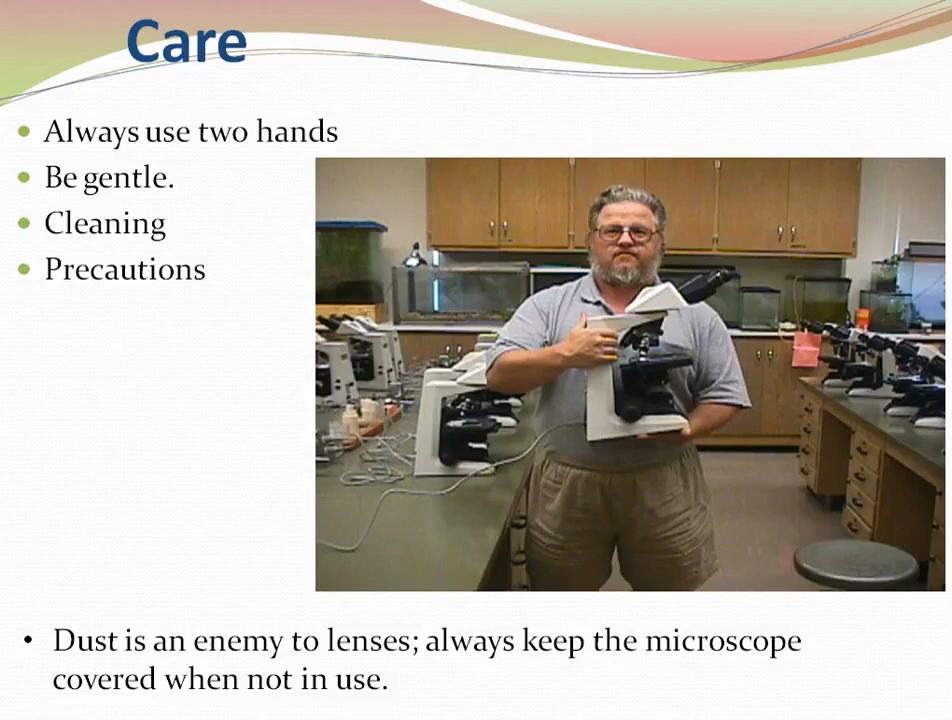 Care
Always use two hands
Be gentle.
Cleaning
Precautions
Dust is an enemy to lenses; always keep the microscope
covered when not in use.